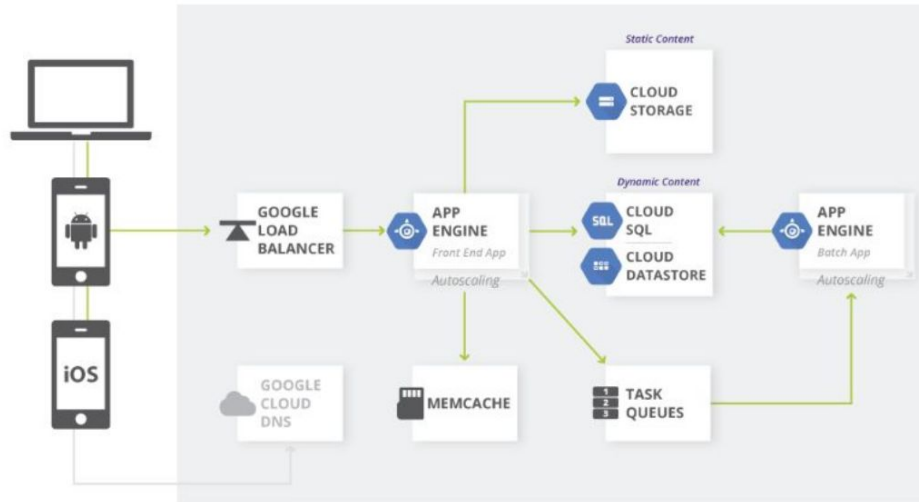 Static Content
CLOUD
STORAGE
Dynamic Content
GOOGLE
LOAD
BALANCER
APP
ENGINE
Front End App
Autoscaling
SQL
CLOUD
SQL
CLOUD
DATASTORE
APP
ENGINE
Batch App
Autoscaling
iOS
GOOGLE
CLOUD
DNS
MEMCACHE
1
2
3
TASK
QUEUES